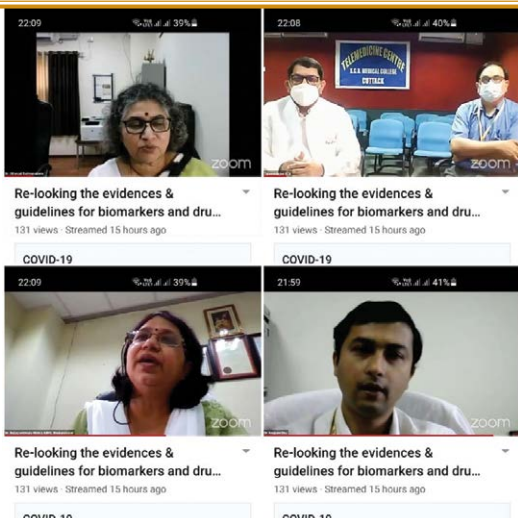 22:09 39%
22:08 40%
TELEMEDICINE CENTRE
S.C.B. MEDICAL COLLEGE
CUTTACK
zoom
zoom
Re-looking the evidences &
guidelines for biomarkers and dru...
131 views · Streamed 15 hours ago
COVID-19
Re-looking the evidences &
guidelines for biomarkers and dru...
131 views · Streamed 15 hours ago
COVID-19
22:09 39%
21:59 41%
zoom
zoom
Re-looking the evidences &
guidelines for biomarkers and dru...
131 views · Streamed 15 hours ago
COVID-19
Re-looking the evidences &
guidelines for biomarkers and dru...
131 views · Streamed 15 hours ago
COVID-19